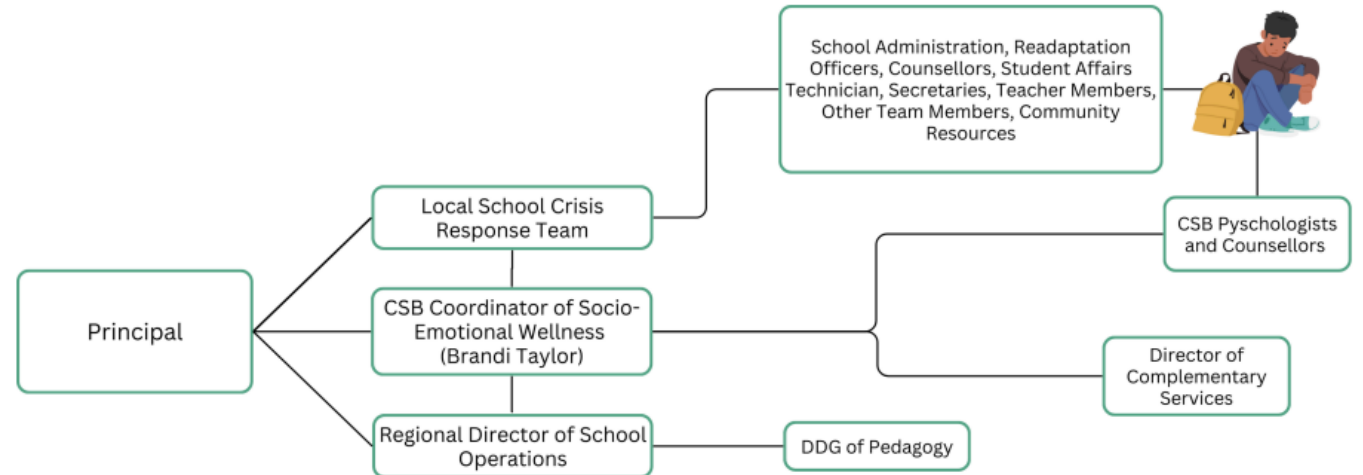 School Administration, Readaptation
Officers, Counsellors, Student Affairs
Technician, Secretaries, Teacher Members,
Other Team Members, Community
Resources
Local School Crisis
Response Team
CSB Pyschologists
and Counsellors
Principal
CSB Coordinator of Socio-
Emotional Wellness
(Brandi Taylor)
Director of
Complementary
Services
Regional Director of School
Operations
DDG of Pedagogy